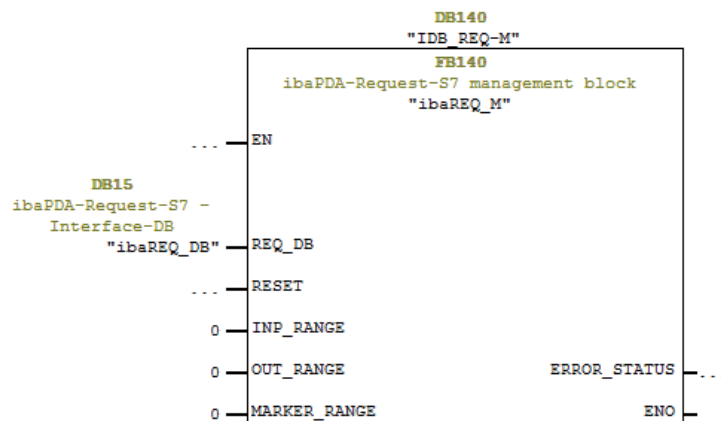 DB140
"IDB_REQ-M"
FB140
ibaPDA-Request-S7 management block
"ibaREQ_M"
... EN
DB15
ibaPDA-Request-S7 -
Interface-DB
"ibaREQ_DB" REQ_DB
... RESET
0 INP_RANGE
0 OUT_RANGE ERROR_STATUS ..
0 MARKER_RANGE ENO